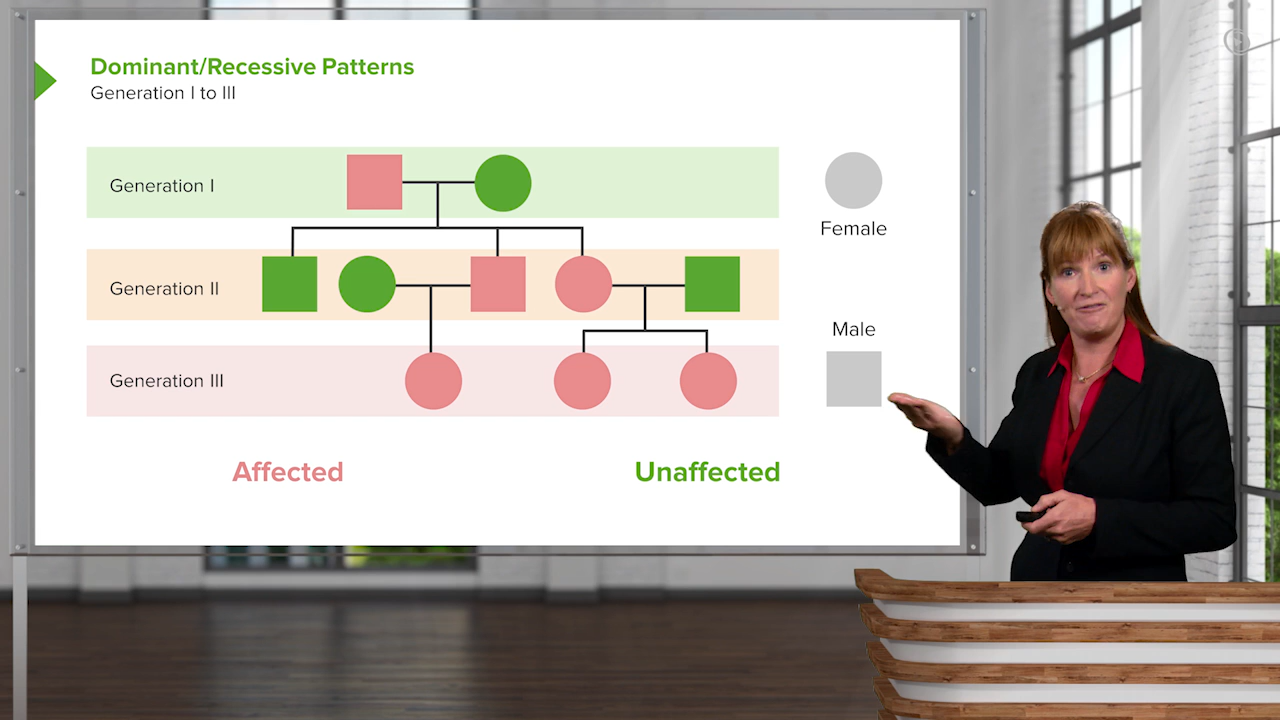 Dominant/Recessive Patterns
Generation I to III
Generation I
Female
Generation II
Male
Generation III
Affected
Unaffected